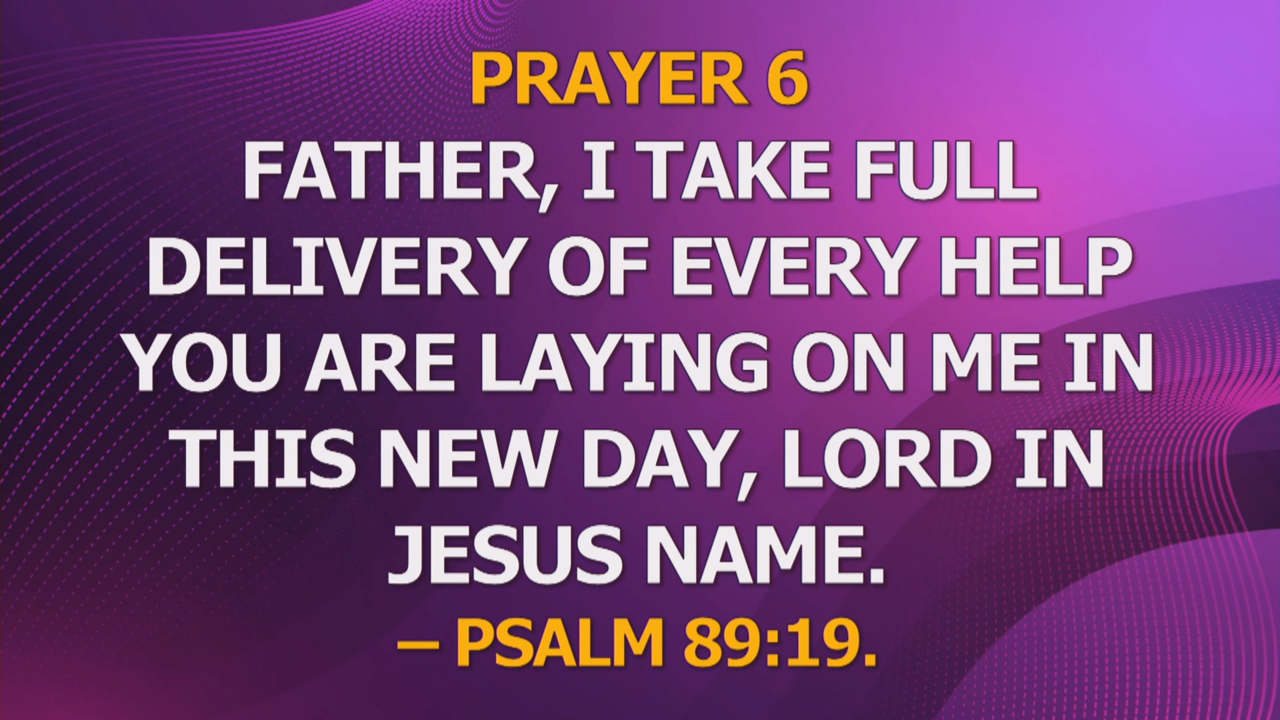 PRAYER 6
FATHER, I TAKE FULL
DELIVERY OF EVERY HELP
YOU ARE LAYING ON ME IN
THIS NEW DAY, LORD IN
JESUS NAME.
– PSALM 89:19.